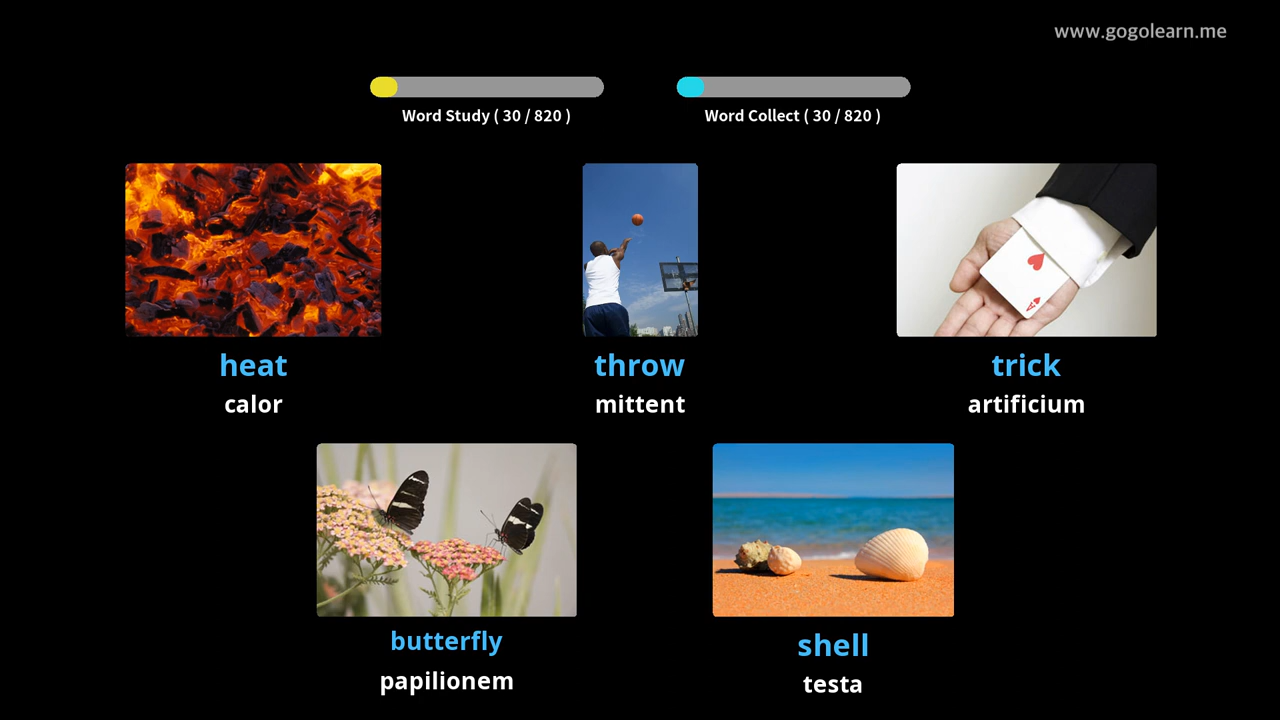 www.gogolearn.me
Word Study ( 30 / 820 )
Word Collect ( 30 / 820 )
heat
calor
throw
mittent
trick
artificium
butterfly
papilionem
shell
testa